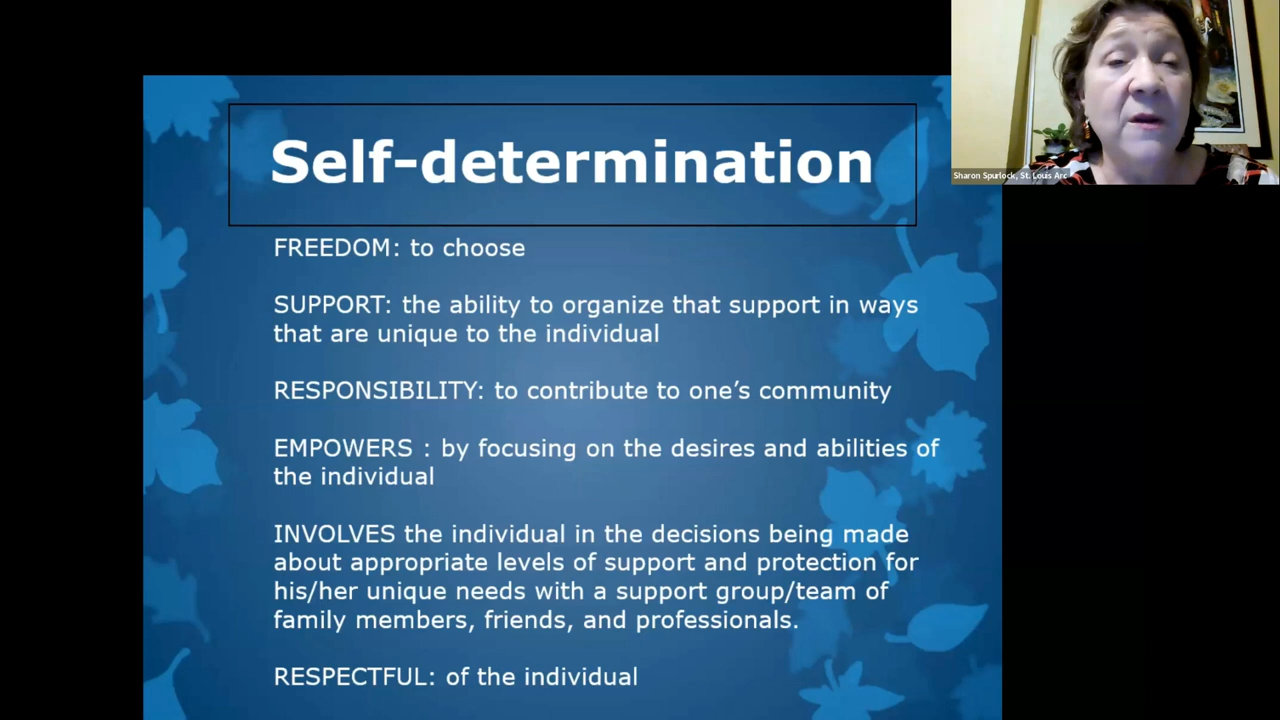 Self-determination
Sharon Spurlock, St. Louis Arc
FREEDOM: to choose
SUPPORT: the ability to organize that support in ways
that are unique to the individual
RESPONSIBILITY: to contribute to one’s community
EMPOWERS : by focusing on the desires and abilities of
the individual
INVOLVES the individual in the decisions being made
about appropriate levels of support and protection for
his/her unique needs with a support group/team of
family members, friends, and professionals.
RESPECTFUL: of the individual